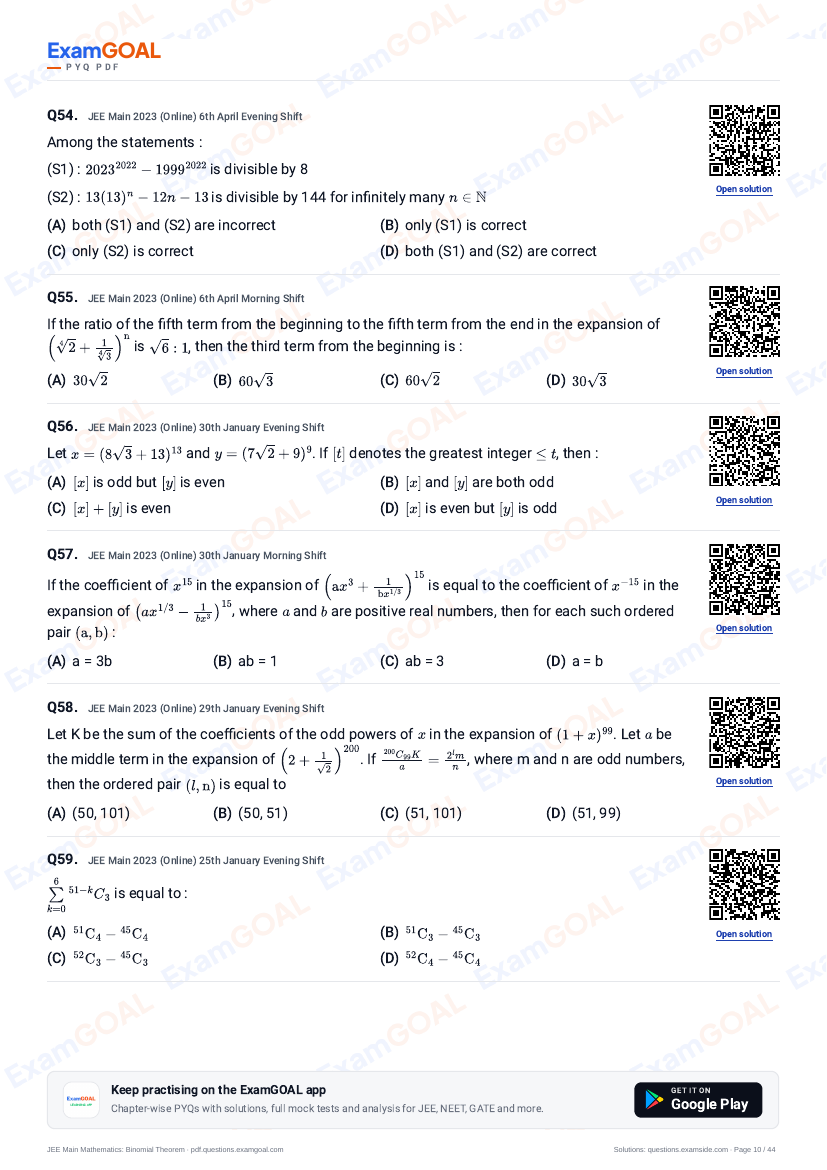 ExamGOAL
PYQ PDF
Q54. JEE Main 2023 (Online) 6th April Evening Shift
Among the statements :
(S1) : 2023^2022 − 1999^2022 is divisible by 8
(S2) : 13(13)^n − 12n − 13 is divisible by 144 for infinitely many n ∈ ℕ
(A) both (S1) and (S2) are incorrect (B) only (S1) is correct
(C) only (S2) is correct (D) both (S1) and (S2) are correct
Open solution
Q55. JEE Main 2023 (Online) 6th April Morning Shift
If the ratio of the fifth term from the beginning to the fifth term from the end in the expansion of
(∜2 + 1/∜3)^n is √6 : 1, then the third term from the beginning is :
(A) 30√2 (B) 60√3 (C) 60√2 (D) 30√3
Open solution
Q56. JEE Main 2023 (Online) 30th January Evening Shift
Let x = (8√3 + 13)^13 and y = (7√2 + 9)^9. If [t] denotes the greatest integer ≤ t, then :
(A) [x] is odd but [y] is even (B) [x] and [y] are both odd
(C) [x] + [y] is even (D) [x] is even but [y] is odd
Open solution
Q57. JEE Main 2023 (Online) 30th January Morning Shift
If the coefficient of x^15 in the expansion of (ax^3 + 1/(bx^(1/3)))^15 is equal to the coefficient of x^−15 in the
expansion of (ax^(1/3) − 1/(bx^3))^15, where a and b are positive real numbers, then for each such ordered
pair (a, b) :
(A) a = 3b (B) ab = 1 (C) ab = 3 (D) a = b
Open solution
Q58. JEE Main 2023 (Online) 29th January Evening Shift
Let K be the sum of the coefficients of the odd powers of x in the expansion of (1 + x)^99. Let a be
the middle term in the expansion of (2 + 1/√2)^200. If (^200C_99 K)/a = (2^l m)/n, where m and n are odd numbers,
then the ordered pair (l, n) is equal to
(A) (50, 101) (B) (50, 51) (C) (51, 101) (D) (51, 99)
Open solution
Q59. JEE Main 2023 (Online) 25th January Evening Shift
∑_{k=0}^{6} ^51−kC_3 is equal to :
(A) ^51C_4 − ^45C_4 (B) ^51C_3 − ^45C_3
(C) ^52C_3 − ^45C_3 (D) ^52C_4 − ^45C_4
Open solution
Keep practising on the ExamGOAL app
Chapter-wise PYQs with solutions, full mock tests and analysis for JEE, NEET, GATE and more.
GET IT ON
Google Play
JEE Main Mathematics: Binomial Theorem · pdf.questions.examgoal.com Solutions: questions.examside.com · Page 10 / 44